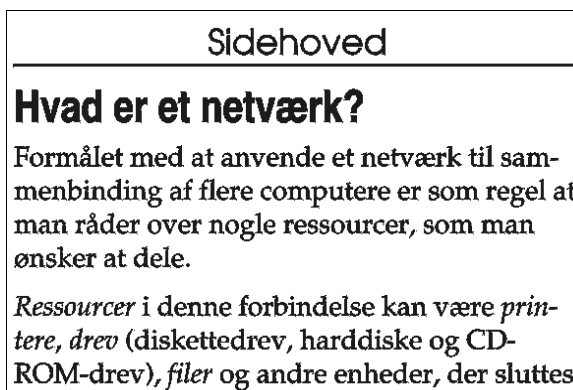 Sidehoved
Hvad er et netværk?
Formålet med at anvende et netværk til sam-
menbinding af flere computere er som regel at
man råder over nogle ressourcer, som man
ønsker at dele.
Ressourcer i denne forbindelse kan være prin-
tere, drev (diskettedrev, harddiske og CD-
ROM-drev), filer og andre enheder, der sluttes